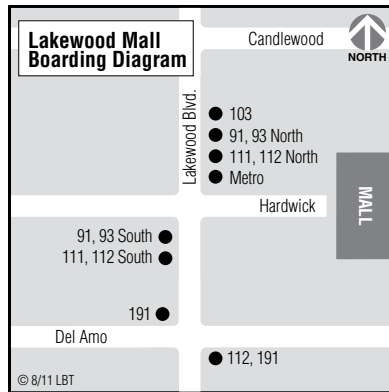 Lakewood Mall
Boarding Diagram
Candlewood
NORTH
Lakewood Blvd.
103
91, 93 North
111, 112 North
Metro
Hardwick
MALL
91, 93 South
111, 112 South
191
Del Amo
112, 191
© 8/11 LBT